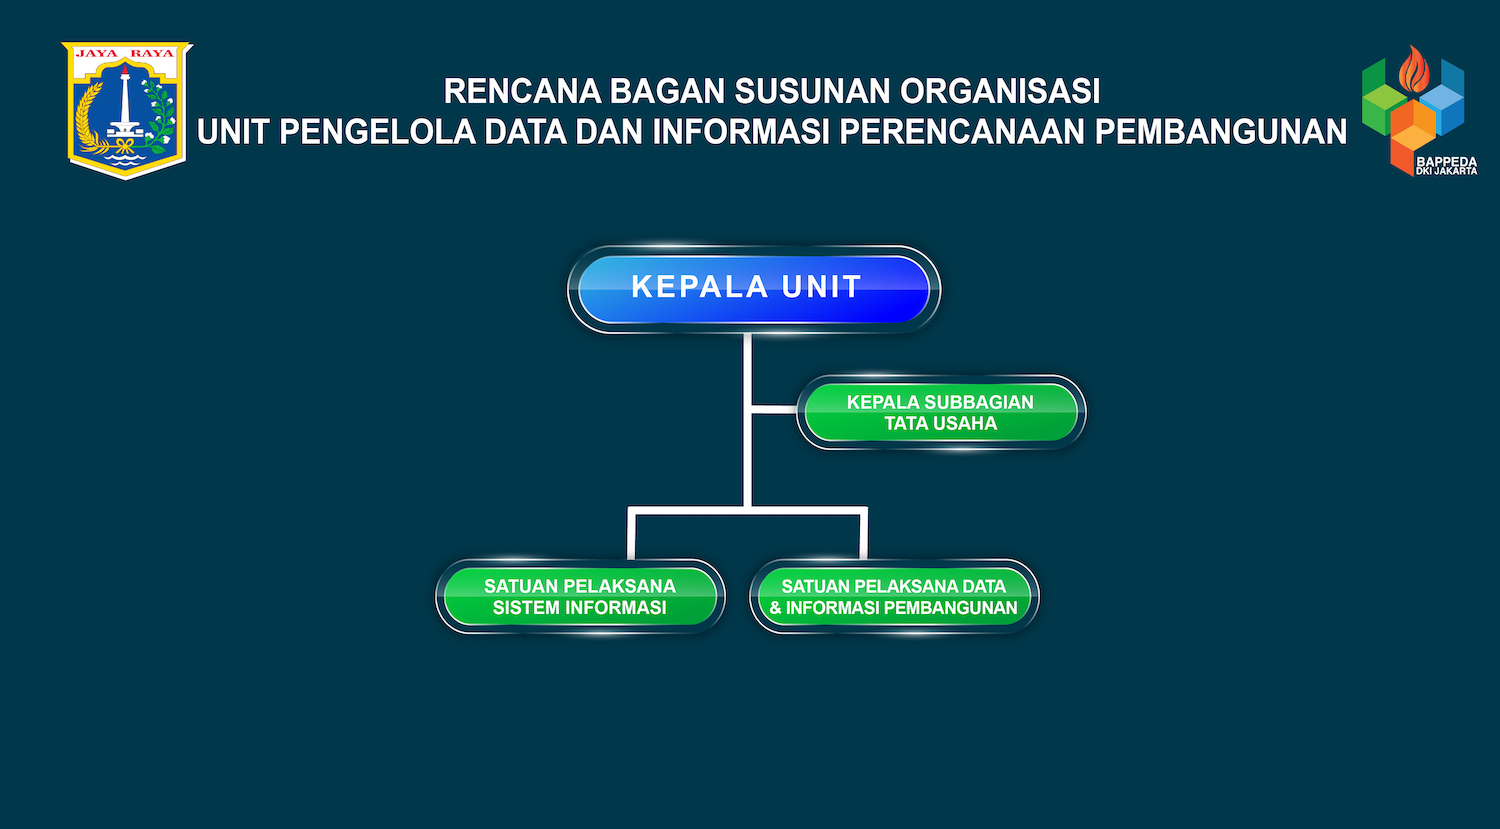 JAYA RAYA
RENCANA BAGAN SUSUNAN ORGANISASI
UNIT PENGELOLA DATA DAN INFORMASI PERENCANAAN PEMBANGUNAN
BAPPEDA
DKI JAKARTA
KEPALA UNIT
KEPALA SUBBAGIAN
TATA USAHA
SATUAN PELAKSANA
SISTEM INFORMASI
SATUAN PELAKSANA DATA
& INFORMASI PEMBANGUNAN